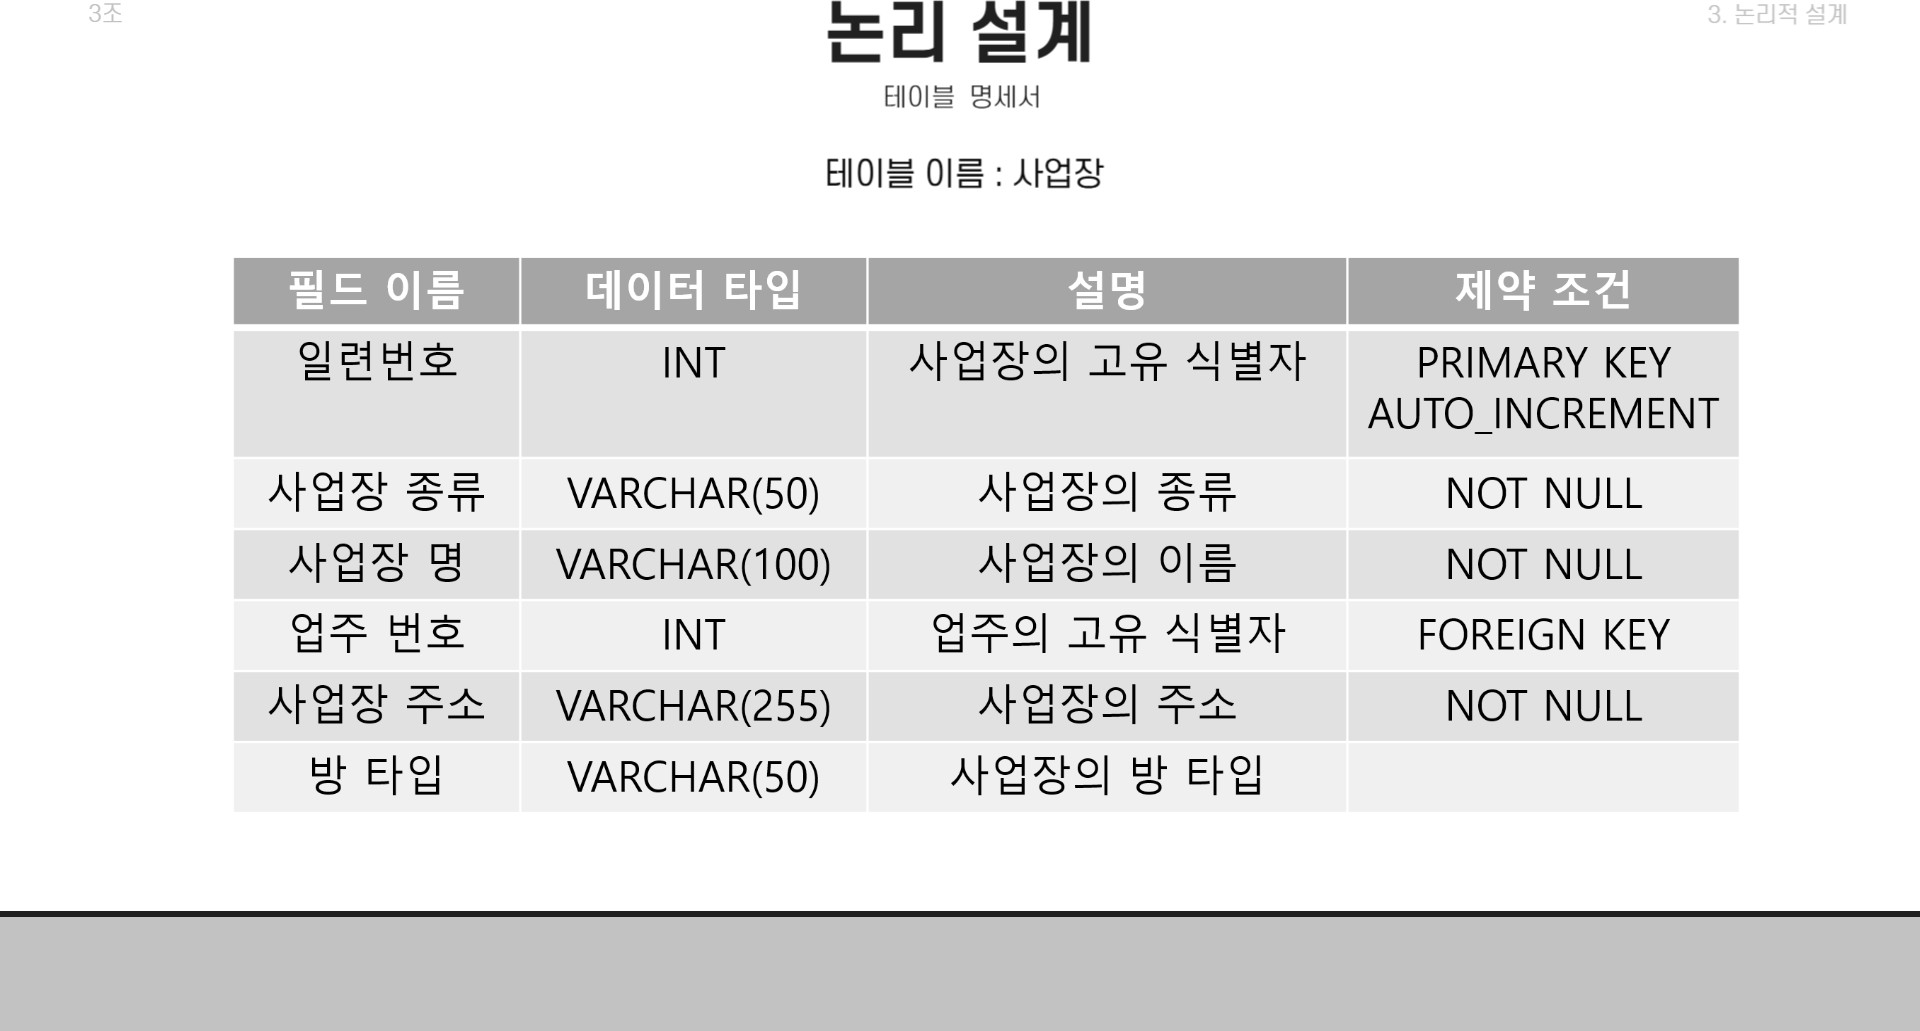 3조
3. 논리적 설계
논리 설계
테이블 명세서
테이블 이름 : 사업장
필드 이름 데이터 타입 설명 제약 조건
일련번호 INT 사업장의 고유 식별자 PRIMARY KEY
AUTO_INCREMENT
사업장 종류 VARCHAR(50) 사업장의 종류 NOT NULL
사업장 명 VARCHAR(100) 사업장의 이름 NOT NULL
업주 번호 INT 업주의 고유 식별자 FOREIGN KEY
사업장 주소 VARCHAR(255) 사업장의 주소 NOT NULL
방 타입 VARCHAR(50) 사업장의 방 타입